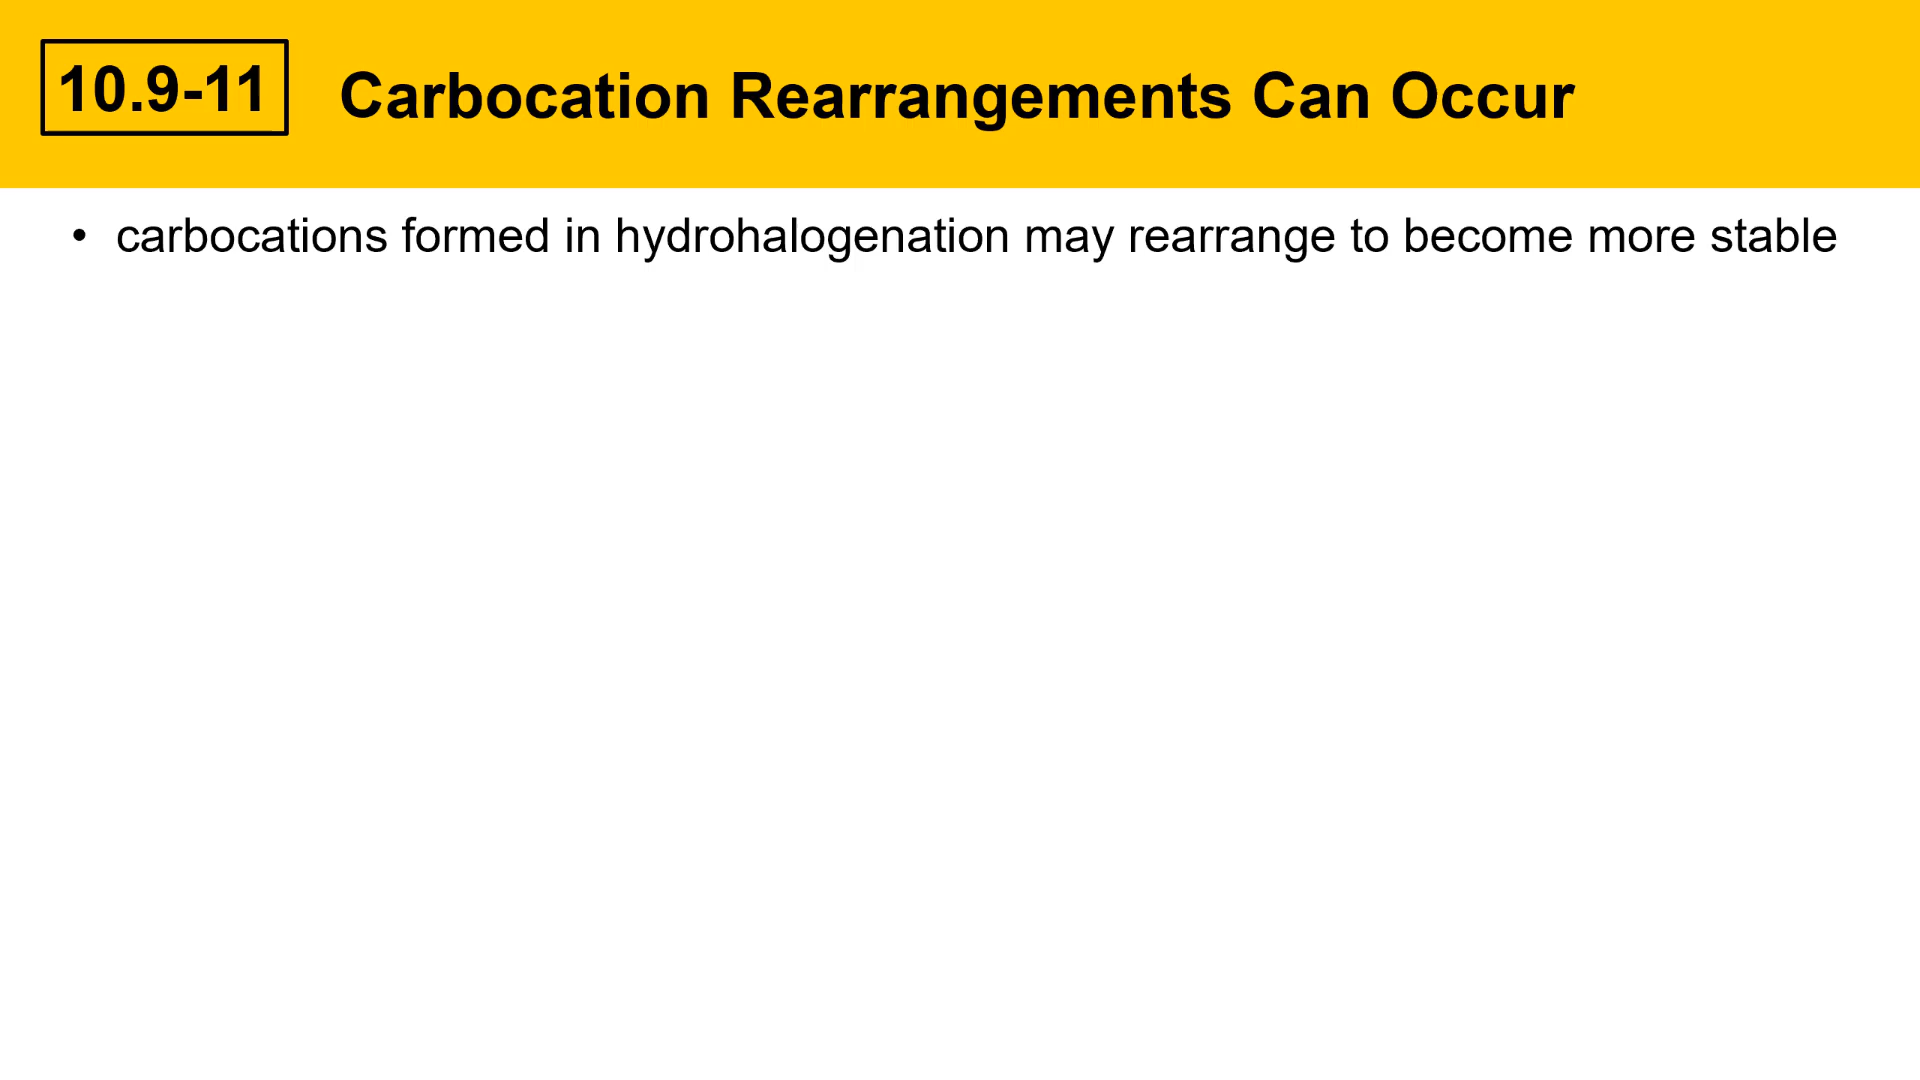 10.9-11
Carbocation Rearrangements Can Occur
• carbocations formed in hydrohalogenation may rearrange to become more stable